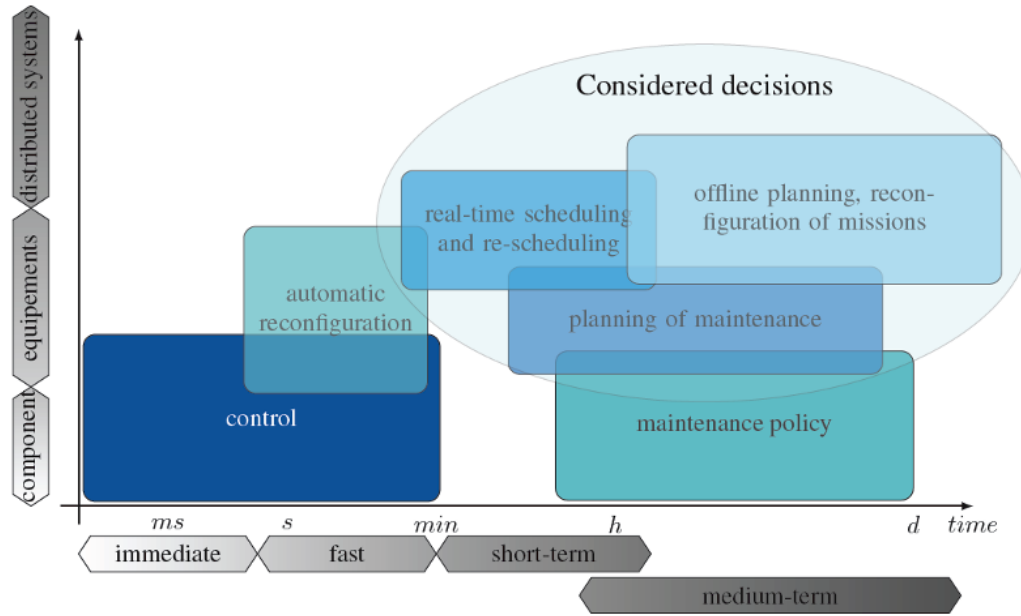 distributed systems
equipements
component
Considered decisions
real-time scheduling
and re-scheduling
offline planning, recon-
figuration of missions
automatic
reconfiguration
planning of maintenance
control
maintenance policy
ms s min h d time
immediate fast short-term
medium-term